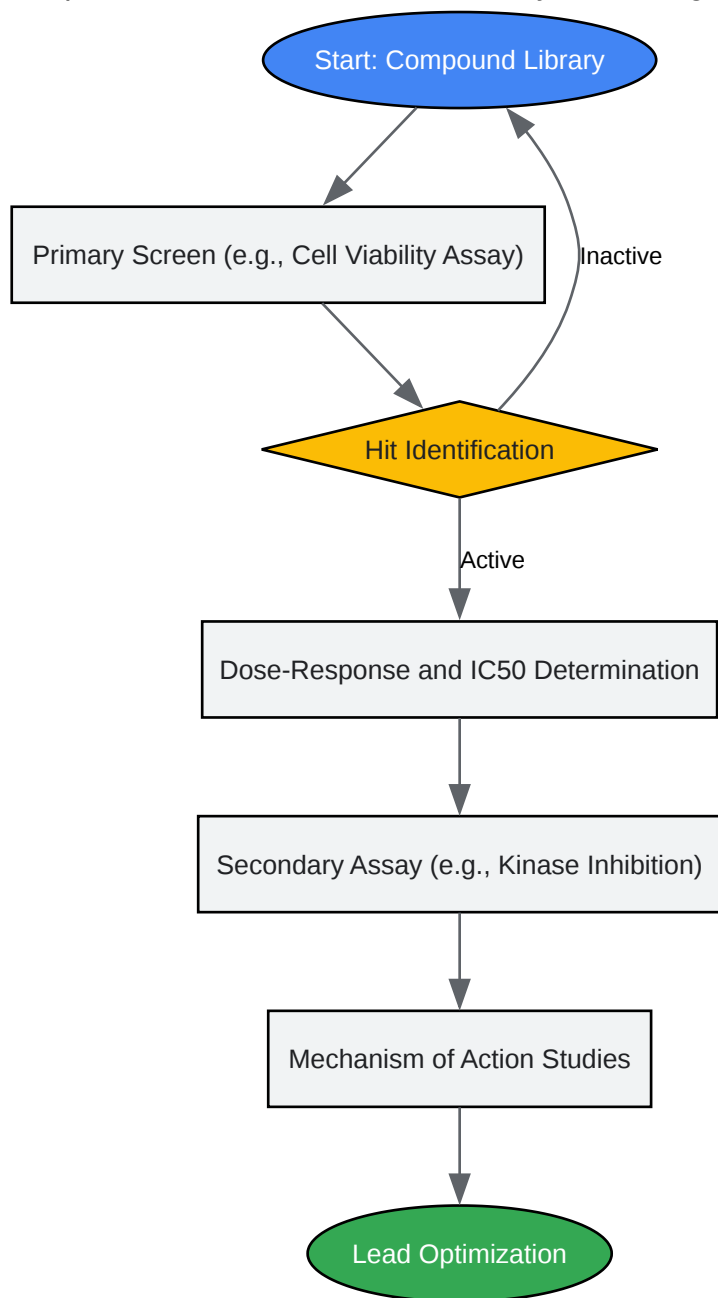 Start: Compound Library
Primary Screen (e.g., Cell Viability Assay)
Inactive
Hit Identification
Active
Dose-Response and IC50 Determination
Secondary Assay (e.g., Kinase Inhibition)
Mechanism of Action Studies
Lead Optimization